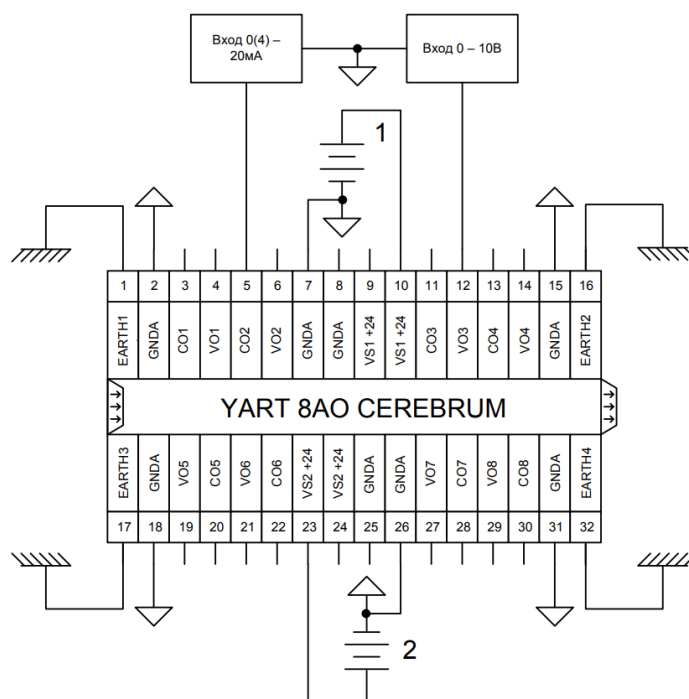 Вход 0(4) –
20мА
Вход 0 – 10В
1
1 2 3 4 5 6 7 8 9 10 11 12 13 14 15 16
EARTH1 GNDA CO1 VO1 CO2 VO2 GNDA GNDA VS1 +24 VS1 +24 CO3 VO3 CO4 VO4 GNDA EARTH2
YART 8AO CEREBRUM
EARTH3 GNDA VO5 CO5 VO6 CO6 VS2 +24 VS2 +24 GNDA GNDA VO7 CO7 VO8 CO8 GNDA EARTH4
17 18 19 20 21 22 23 24 25 26 27 28 29 30 31 32
2